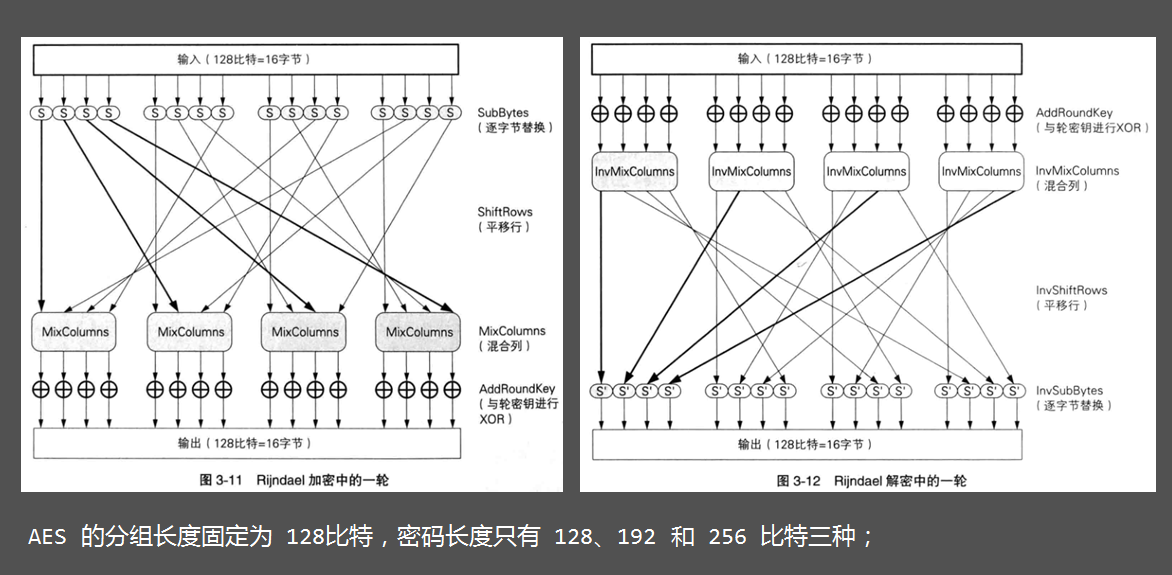 输入（128比特=16字节）
S S S S S S S S S S S S S S S S
SubBytes
（逐字节替换）
ShiftRows
（平移行）
MixColumns MixColumns MixColumns MixColumns
MixColumns
（混合列）
AddRoundKey
（与轮密钥进行
XOR）
输出（128比特=16字节）
图 3-11 Rijndael 加密中的一轮
输入（128比特=16字节）
AddRoundKey
（与轮密钥进行XOR）
InvMixColumns InvMixColumns InvMixColumns InvMixColumns
InvMixColumns
（混合列）
InvShiftRows
（平移行）
S' S' S' S' S' S' S' S' S' S' S' S' S' S' S' S'
InvSubBytes
（逐字节替换）
输出（128比特=16字节）
图 3-12 Rijndael 解密中的一轮
AES 的分组长度固定为 128比特，密码长度只有 128、192 和 256 比特三种；